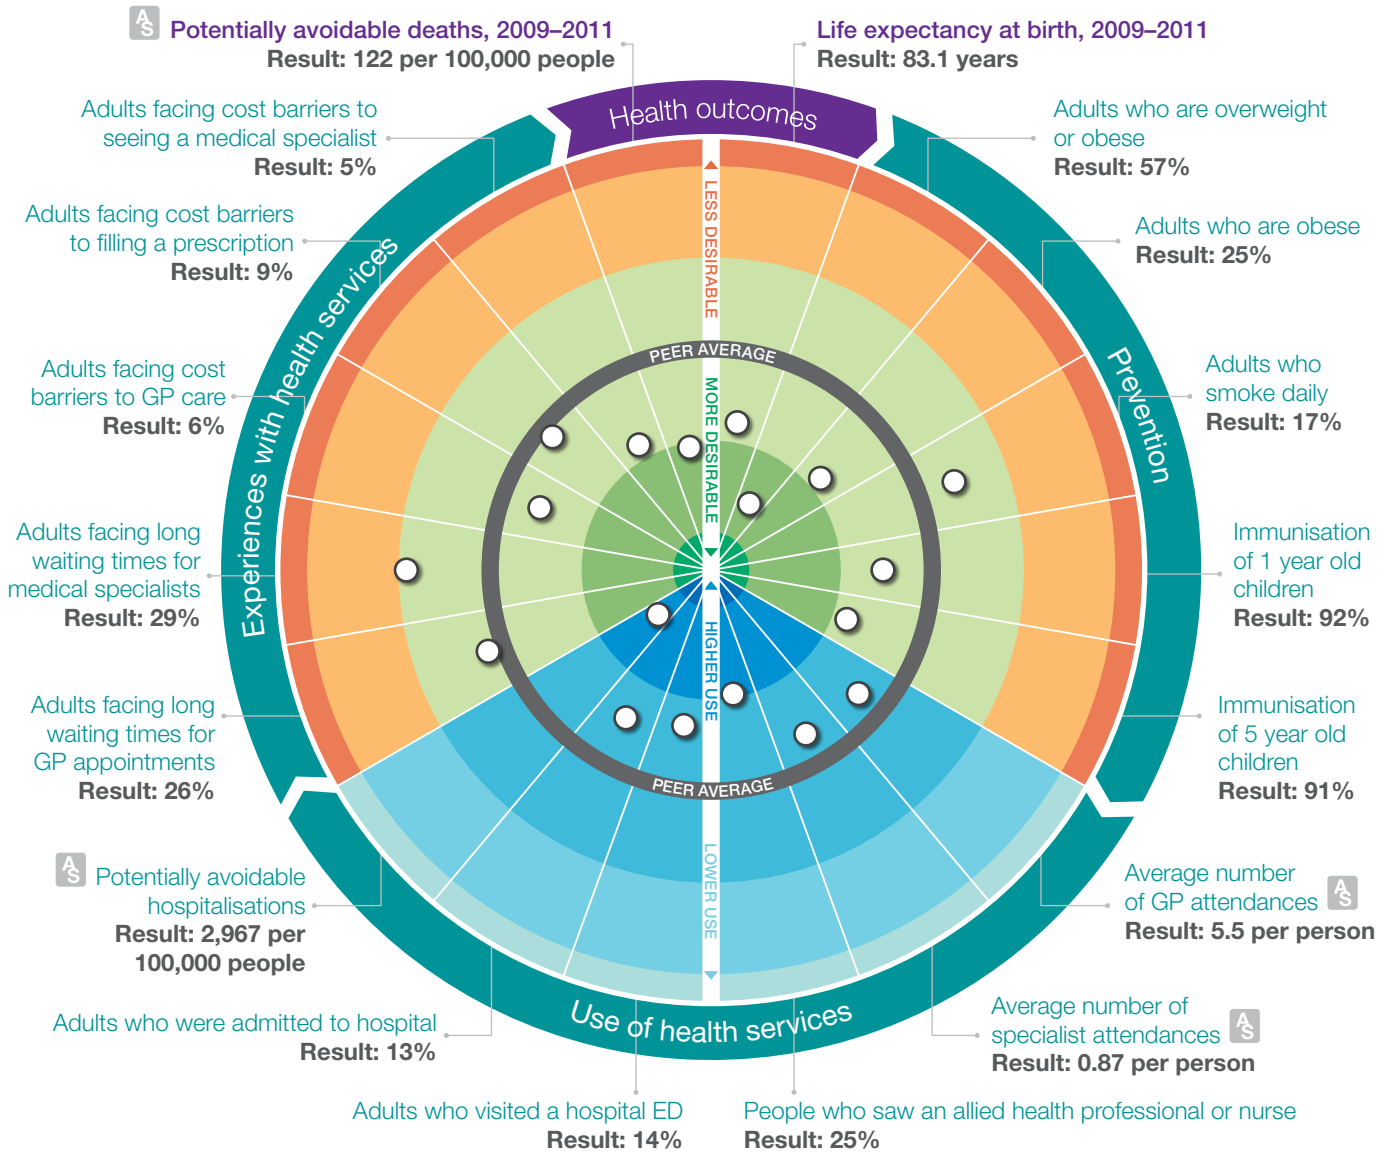 AS Potentially avoidable deaths, 2009–2011
Result: 122 per 100,000 people
Life expectancy at birth, 2009–2011
Result: 83.1 years
Adults facing cost barriers to
seeing a medical specialist
Result: 5%
Health outcomes
Adults who are overweight
or obese
Result: 57%
Adults facing cost barriers
to filling a prescription
Result: 9%
Adults who are obese
Result: 25%
Adults facing cost
barriers to GP care
Result: 6%
Adults who
smoke daily
Result: 17%
Experiences with health services
Prevention
LESS DESIRABLE
PEER AVERAGE
MORE DESIRABLE
HIGHER USE
PEER AVERAGE
LOWER USE
Adults facing long
waiting times for
medical specialists
Result: 29%
Immunisation
of 1 year old
children
Result: 92%
Adults facing long
waiting times for
GP appointments
Result: 26%
Immunisation
of 5 year old
children
Result: 91%
AS Potentially avoidable
hospitalisations
Result: 2,967 per
100,000 people
Average number
of GP attendances AS
Result: 5.5 per person
Use of health services
Adults who were admitted to hospital
Result: 13%
Average number of
specialist attendances AS
Result: 0.87 per person
Adults who visited a hospital ED
Result: 14%
People who saw an allied health professional or nurse
Result: 25%